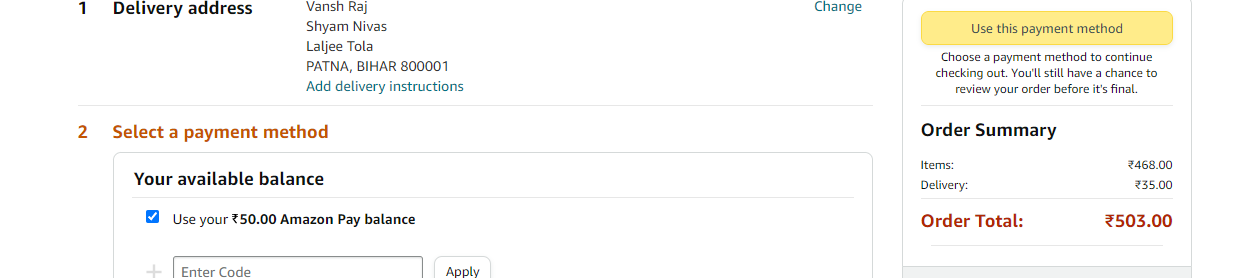 1 Delivery address
Vansh Raj
Shyam Nivas
Laljee Tola
PATNA, BIHAR 800001
Add delivery instructions
Change
2 Select a payment method
Your available balance
Use your ₹50.00 Amazon Pay balance
Enter Code
Apply
Use this payment method
Choose a payment method to continue
checking out. You'll still have a chance to
review your order before it's final.
Order Summary
Items: ₹468.00
Delivery: ₹35.00
Order Total: ₹503.00